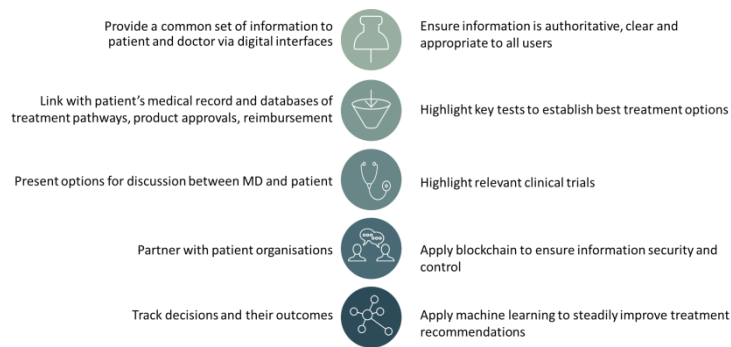 Provide a common set of information to
patient and doctor via digital interfaces
Ensure information is authoritative, clear and
appropriate to all users
Link with patient's medical record and databases of
treatment pathways, product approvals, reimbursement
Highlight key tests to establish best treatment options
Present options for discussion between MD and patient
Highlight relevant clinical trials
Partner with patient organisations
Apply blockchain to ensure information security and
control
Track decisions and their outcomes
Apply machine learning to steadily improve treatment
recommendations